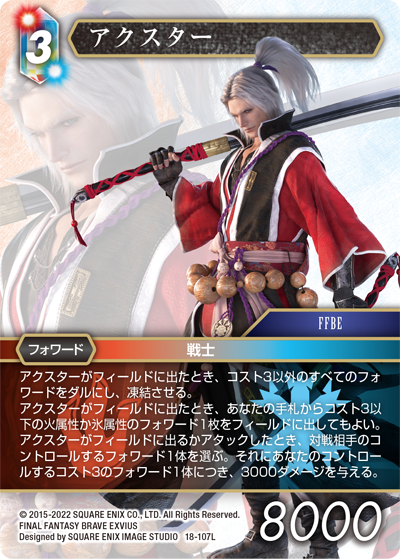 3
アクスター
FFBE
フォワード
戦士
アクスターがフィールドに出たとき、コスト3以外のすべてのフォ
ワードをダルにし、凍結させる。
アクスターがフィールドに出たとき、あなたの手札からコスト3以
下の火属性か氷属性のフォワード1枚をフィールドに出してもよい。
アクスターがフィールドに出るかアタックしたとき、対戦相手のコ
ントロールするフォワード1体を選ぶ。それにあなたのコントロー
ルするコスト3のフォワード1体につき、3000ダメージを与える。
© 2015-2022 SQUARE ENIX CO., LTD. All Rights Reserved.
FINAL FANTASY BRAVE EXVIUS
Designed by SQUARE ENIX IMAGE STUDIO 18-107L
8000